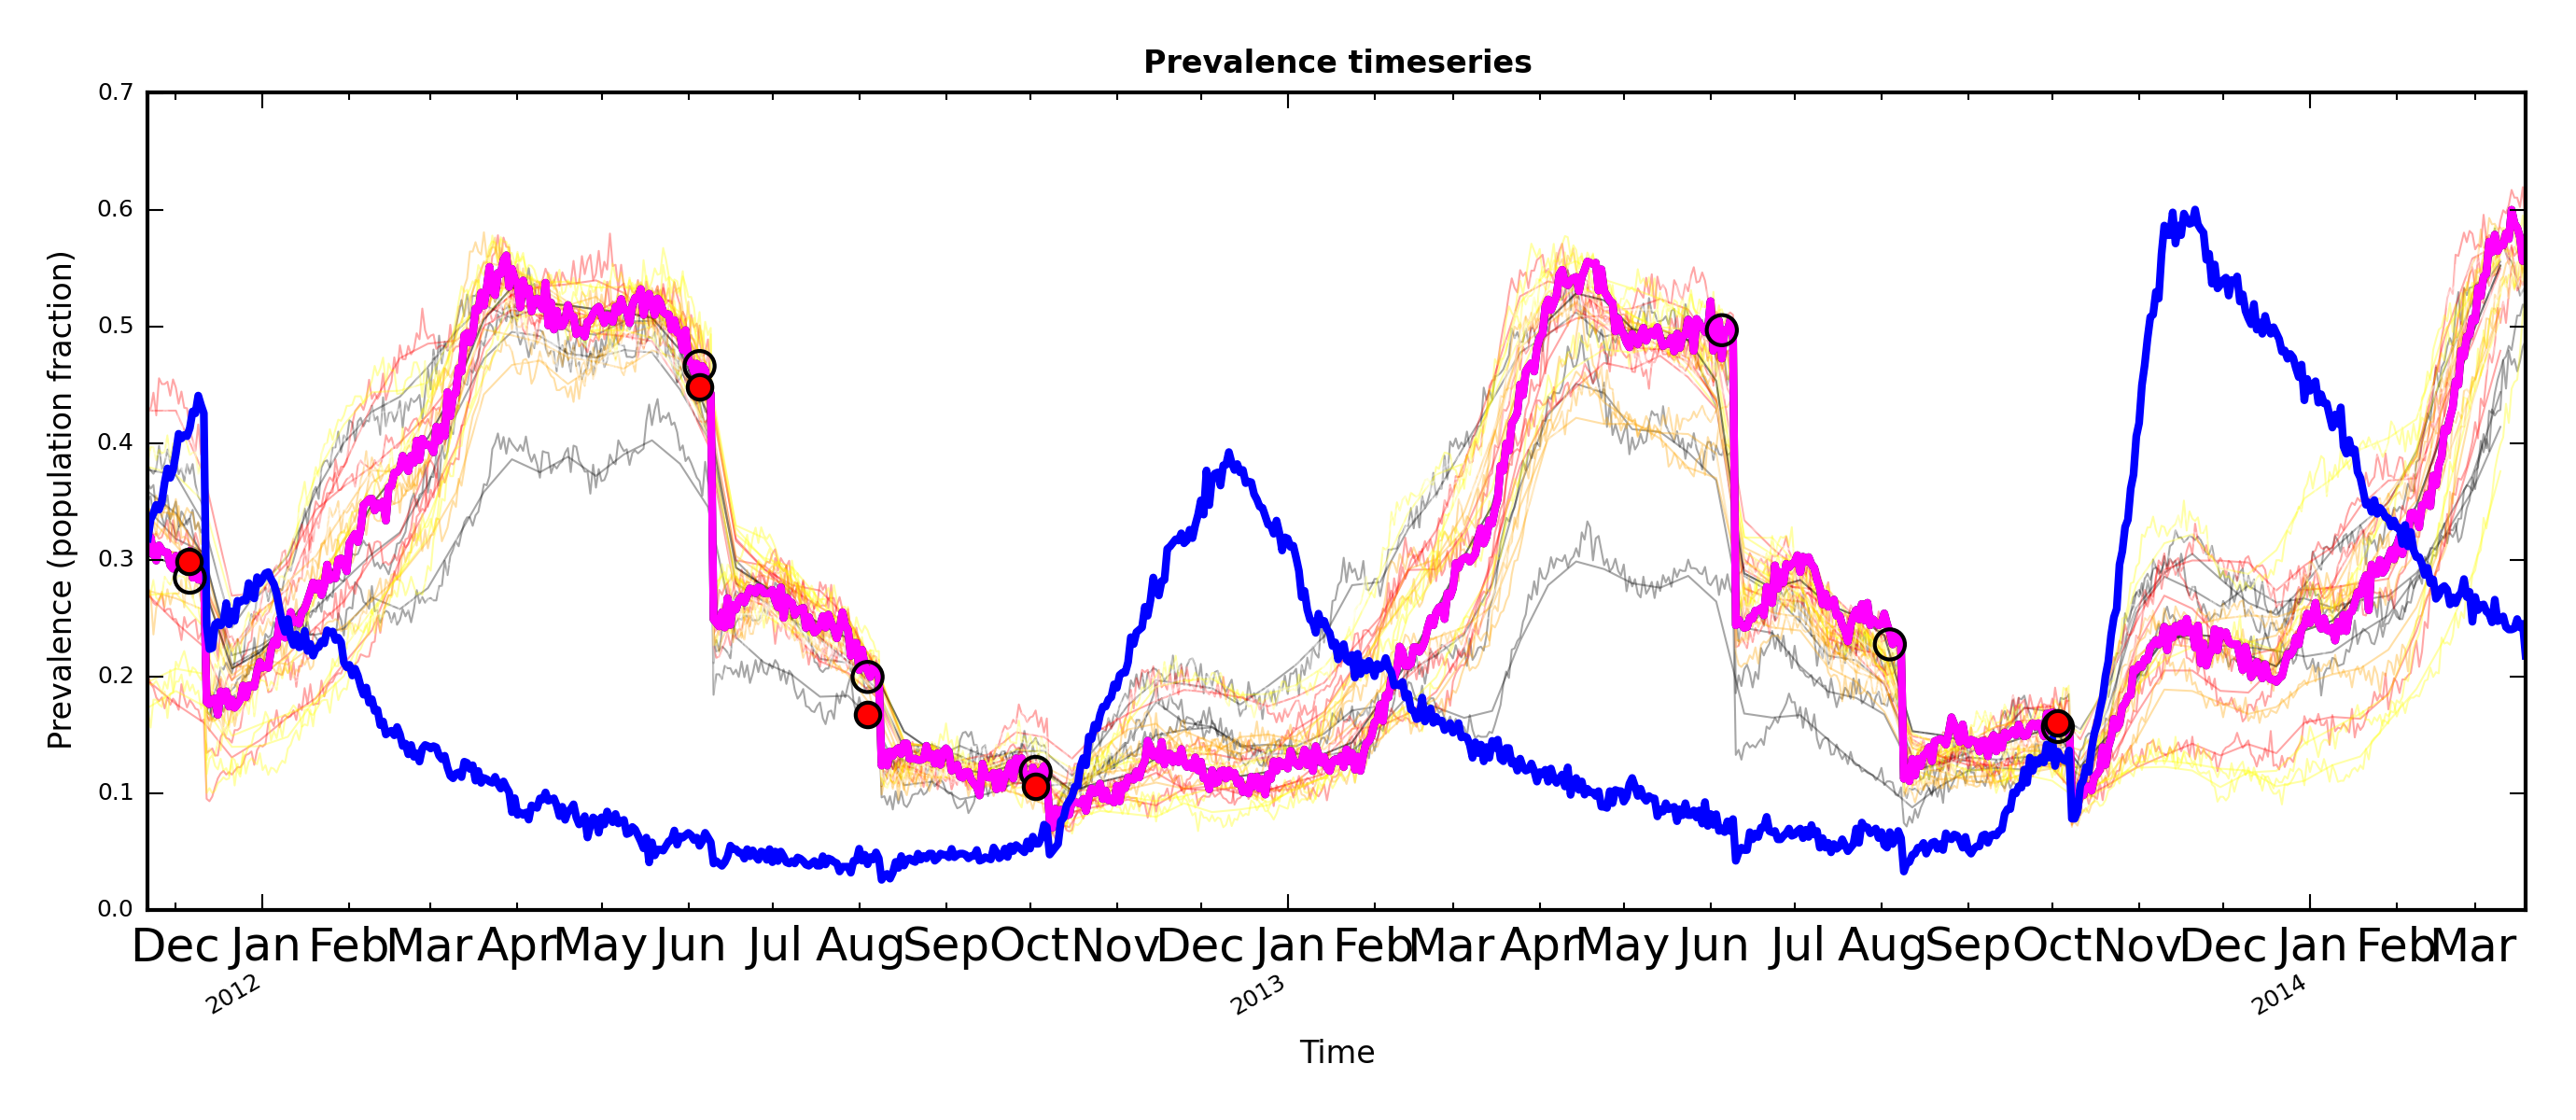 Prevalence timeseries
0.7
0.6
0.5
0.4
0.3
0.2
0.1
0.0
Prevalence (population fraction)
Dec Jan Feb Mar Apr May Jun Jul Aug Sep Oct Nov Dec Jan Feb Mar Apr May Jun Jul Aug Sep Oct Nov Dec Jan Feb Mar
2012 2013 2014
Time